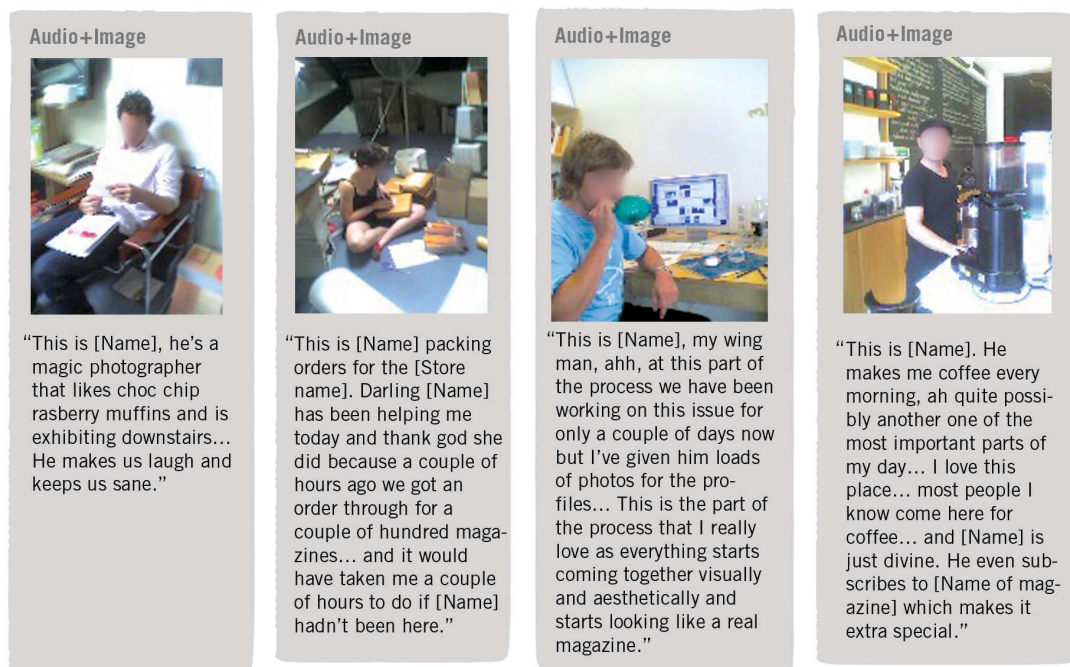 Audio+Image
“This is [Name], he’s a
magic photographer
that likes choc chip
rasberry muffins and is
exhibiting downstairs…
He makes us laugh and
keeps us sane.”
Audio+Image
“This is [Name] packing
orders for the [Store
name]. Darling [Name]
has been helping me
today and thank god she
did because a couple of
hours ago we got an
order through for a
couple of hundred maga-
zines… and it would
have taken me a couple
of hours to do if [Name]
hadn’t been here.”
Audio+Image
“This is [Name], my wing
man, ahh, at this part of
the process we have been
working on this issue for
only a couple of days now
but I’ve given him loads
of photos for the pro-
files… This is the part of
the process that I really
love as everything starts
coming together visually
and aesthetically and
starts looking like a real
magazine.”
Audio+Image
“This is [Name]. He
makes me coffee every
morning, ah quite possi-
bly another one of the
most important parts of
my day… I love this
place… most people I
know come here for
coffee… and [Name] is
just divine. He even sub-
scribes to [Name of mag-
azine] which makes it
extra special.”